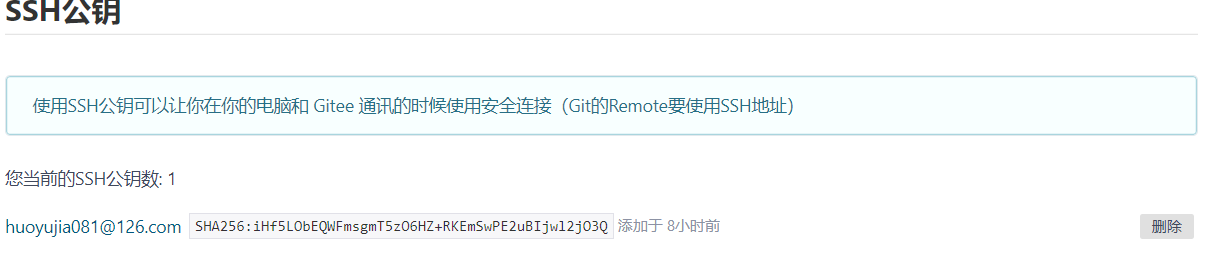 SSH公钥
使用SSH公钥可以让你在你的电脑和 Gitee 通讯的时候使用安全连接（Git的Remote要使用SSH地址）
您当前的SSH公钥数: 1
huoyujia081@126.com SHA256:iHf5LObEQWFmsgmT5zO6HZ+RKEmSwPE2uBIjwl2jO3Q 添加于 8小时前 删除